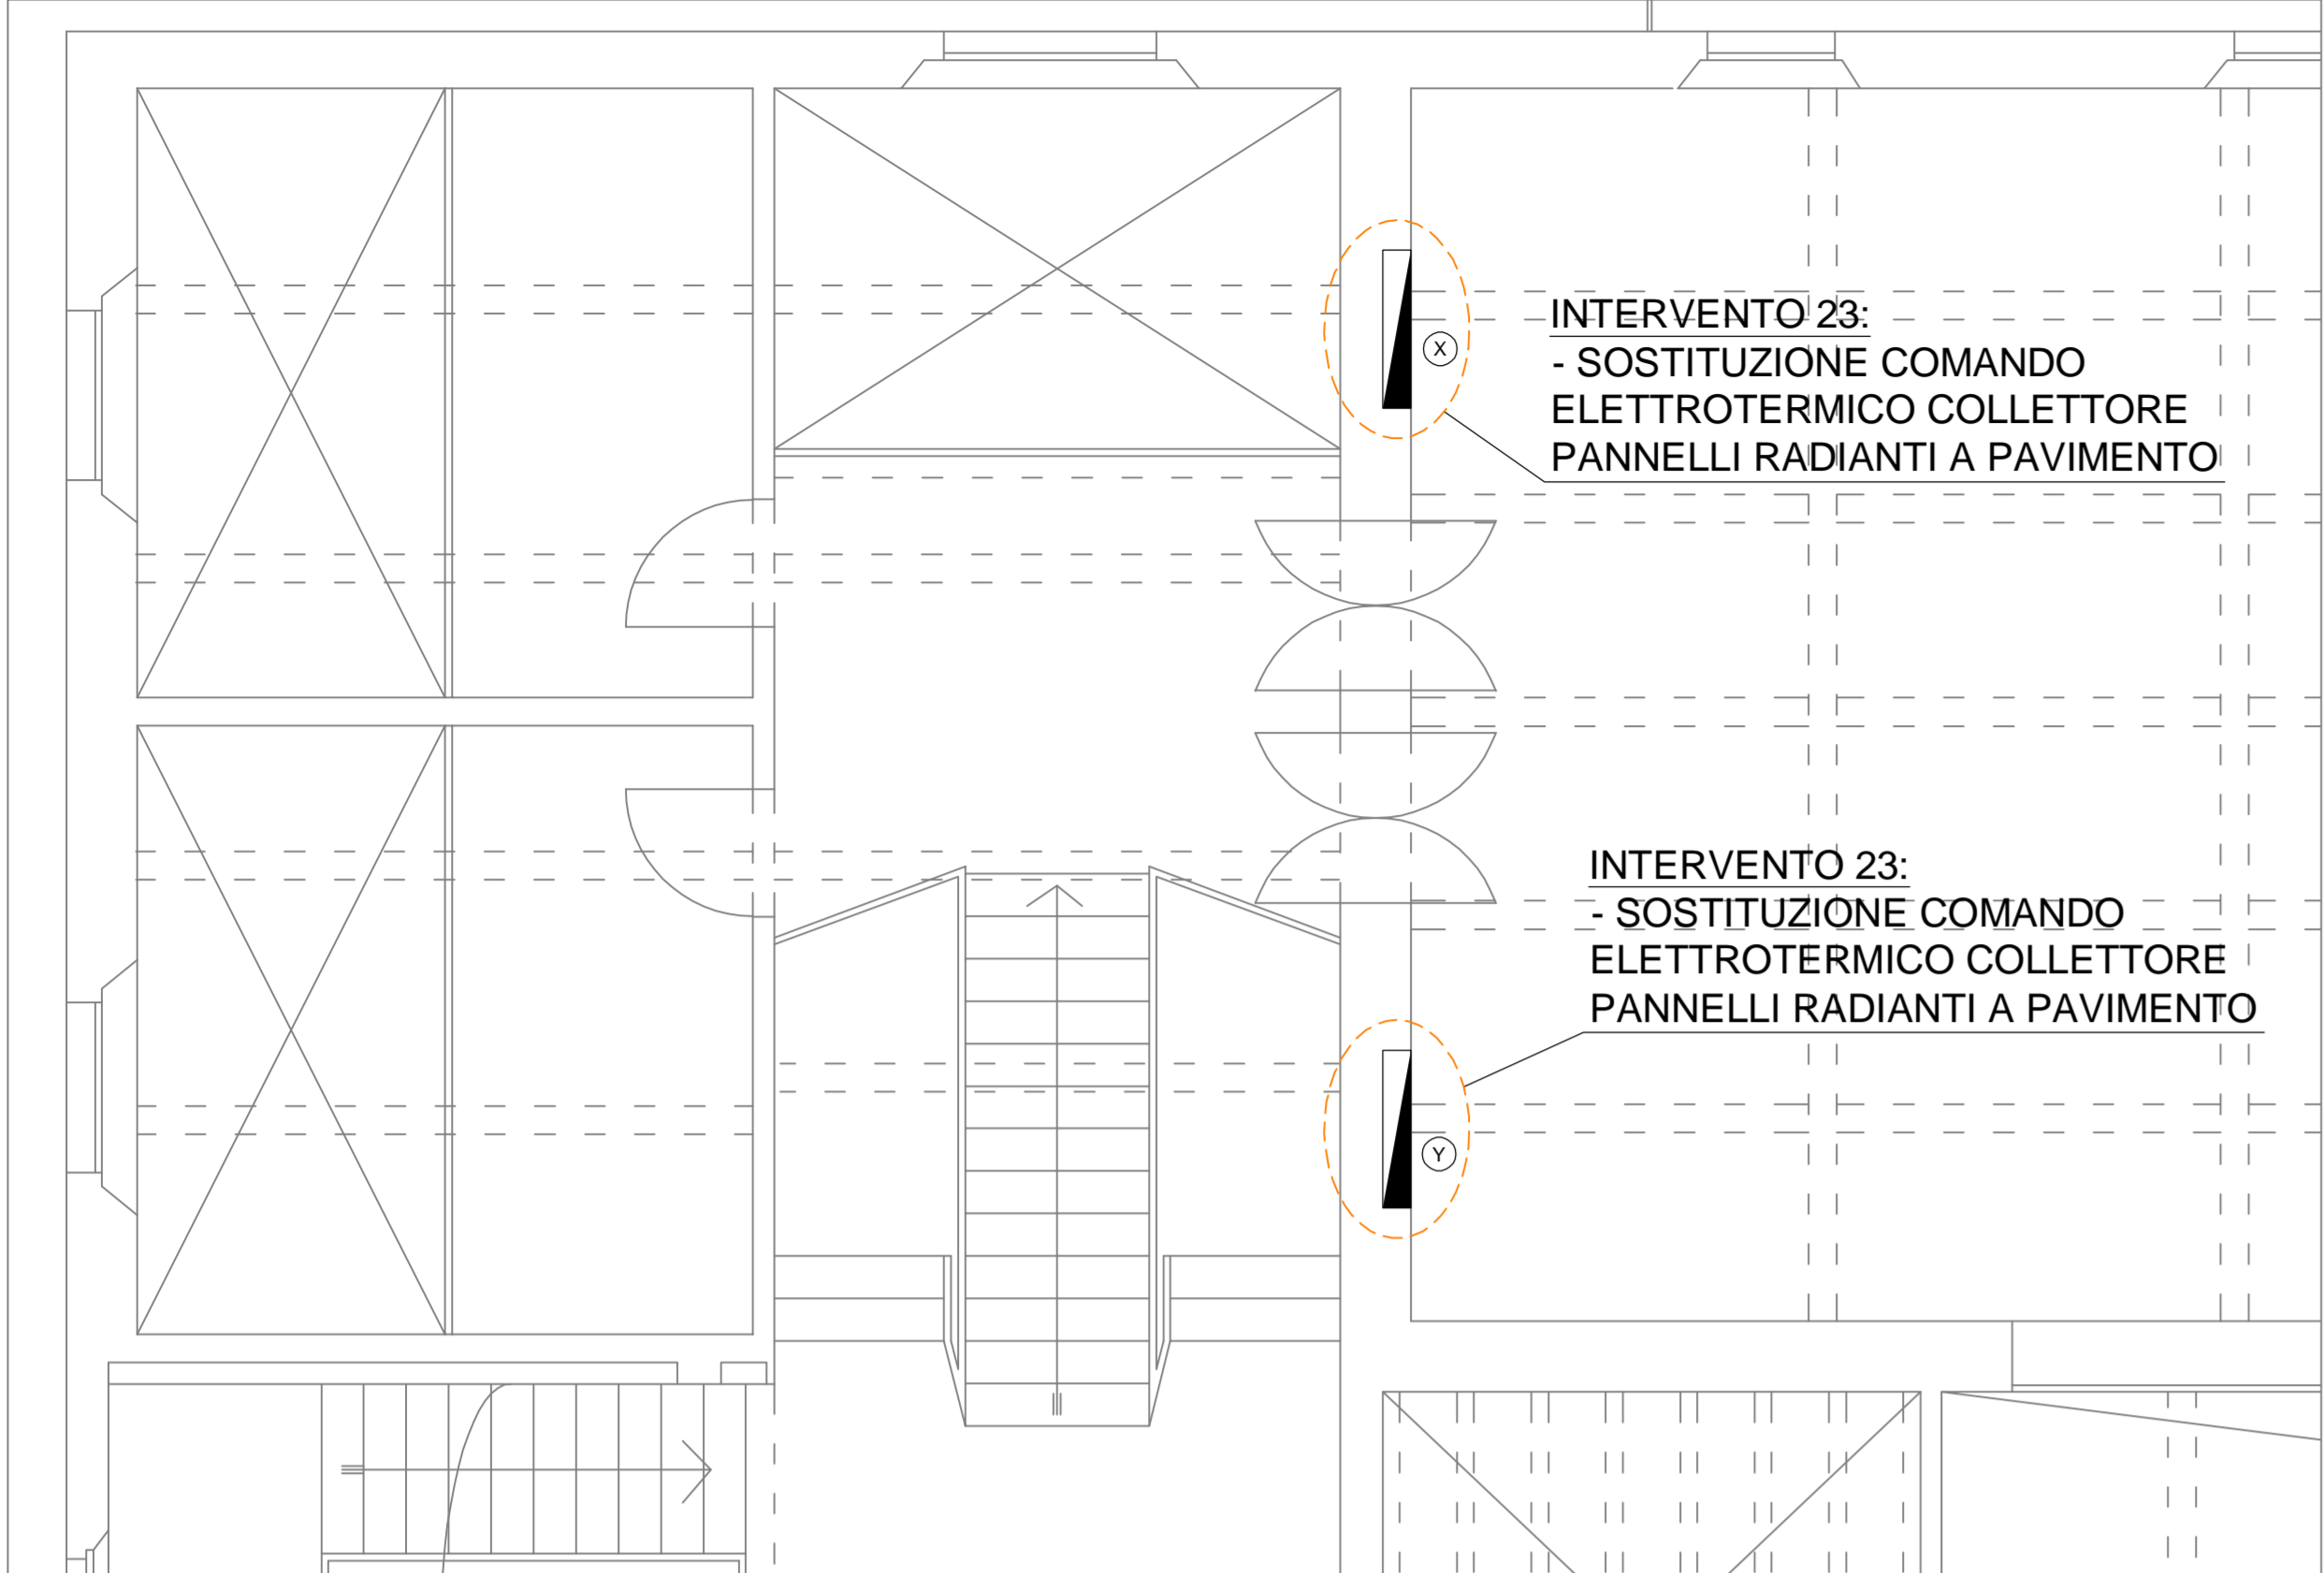 INTERVENTO 23:
X
- SOSTITUZIONE COMANDO
ELETTROTERMICO COLLETTORE
PANNELLI RADIANTI A PAVIMENTO
INTERVENTO 23:
- SOSTITUZIONE COMANDO
ELETTROTERMICO COLLETTORE
PANNELLI RADIANTI A PAVIMENTO
Y